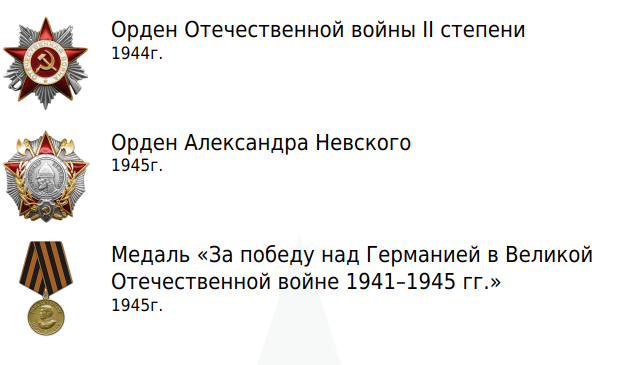 Орден Отечественной войны II степени
1944г.
Орден Александра Невского
1945г.
Медаль «За победу над Германией в Великой
Отечественной войне 1941–1945 гг.»
1945г.